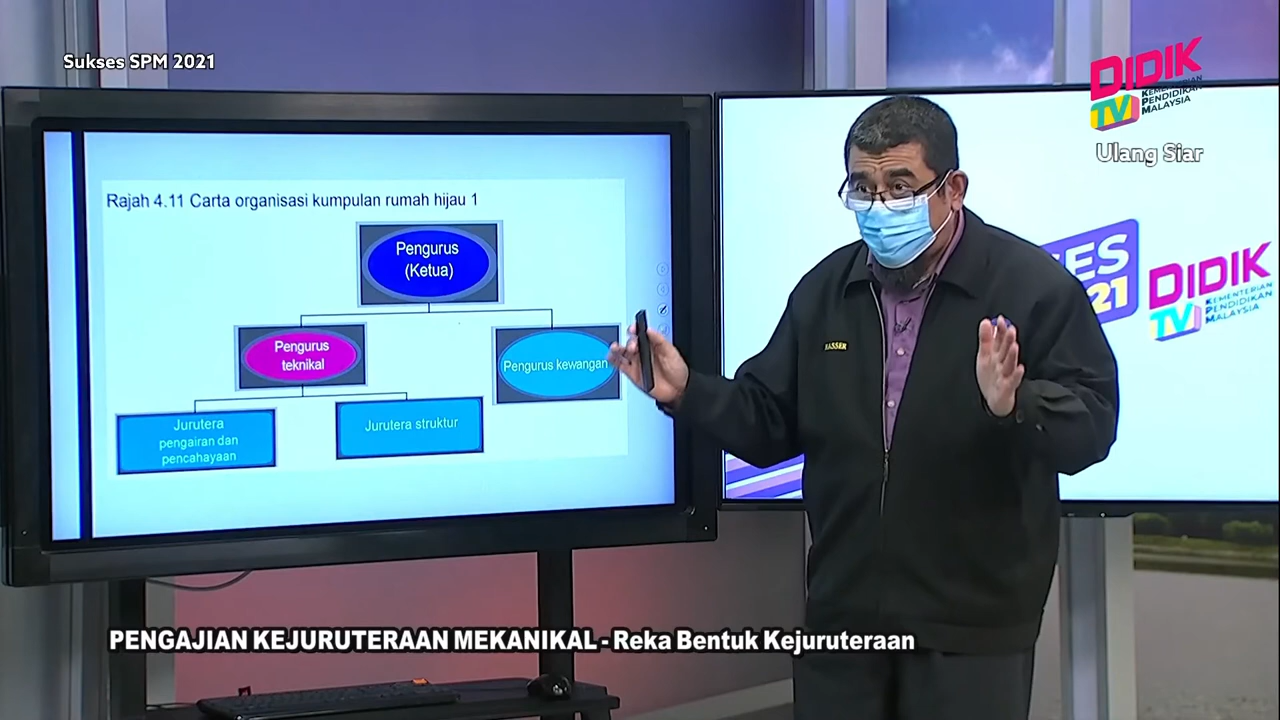 Sukses SPM 2021
DIDIK
TV
KEMENTERIAN
PENDIDIKAN
MALAYSIA
Ulang Siar
Rajah 4.11 Carta organisasi kumpulan rumah hijau 1
Pengurus
(Ketua)
Pengurus
teknikal
Pengurus kewangan
Jurutera
pengairan dan
pencahayaan
Jurutera struktur
ES
21
DIDIK
TV
KEMENTERIAN
PENDIDIKAN
MALAYSIA
PENGAJIAN KEJURUTERAAN MEKANIKAL - Reka Bentuk Kejuruteraan